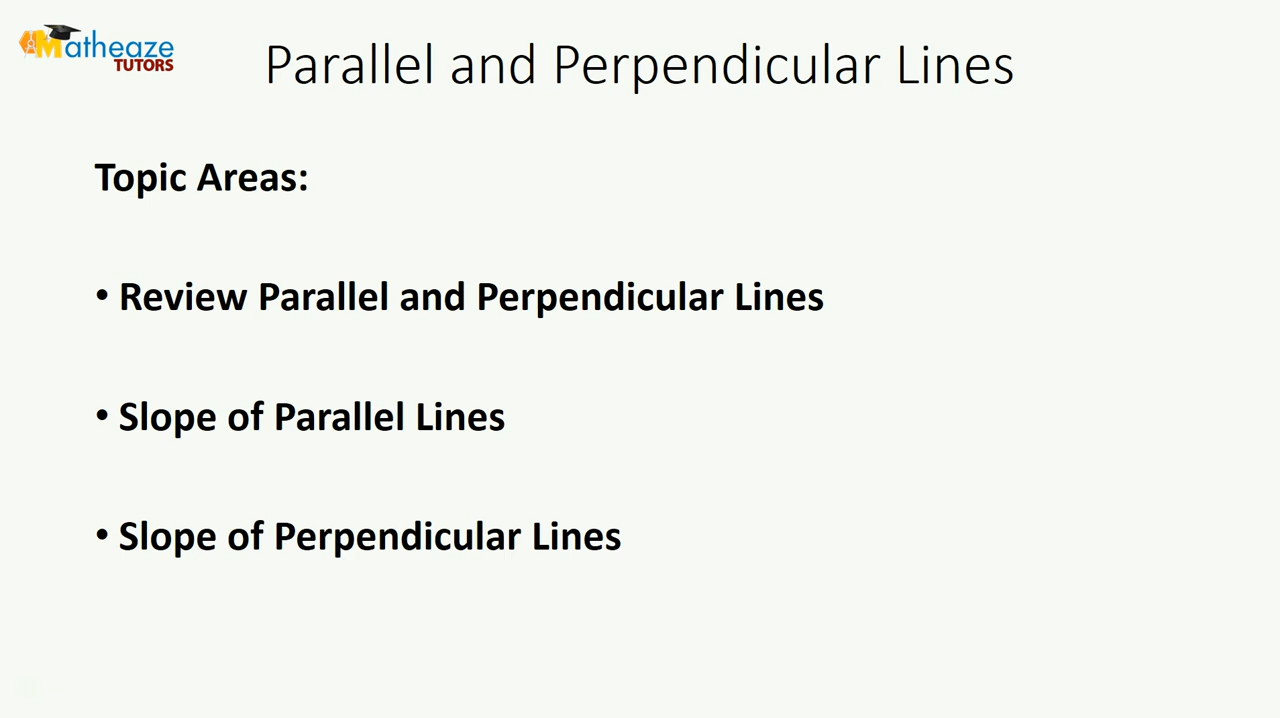 Matheaze
TUTORS
Parallel and Perpendicular Lines
Topic Areas:
• Review Parallel and Perpendicular Lines
• Slope of Parallel Lines
• Slope of Perpendicular Lines